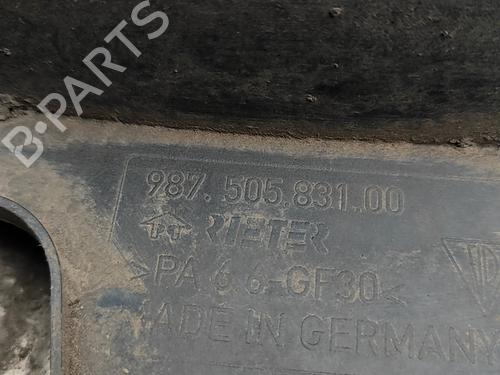 B-PARTS
987.505.831.00
RIETER
>PA 6.6-GF30<
MADE IN GERMANY